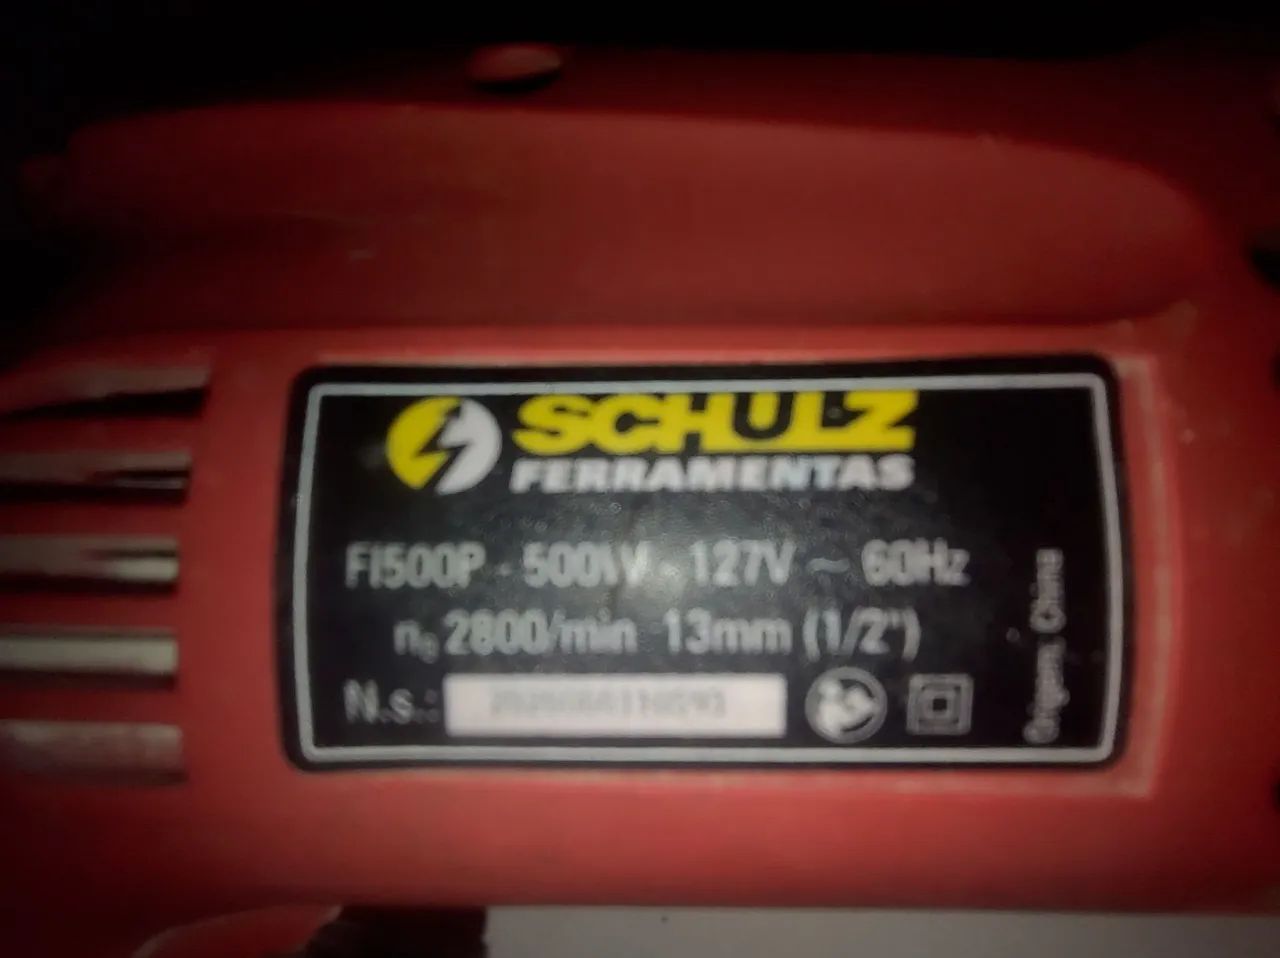 SCHULZ
FERRAMENTAS
FI500P - 500W - 127V ~ 60Hz
n₀ 2800/min 13mm (1/2")
N.s.:
Origem: China